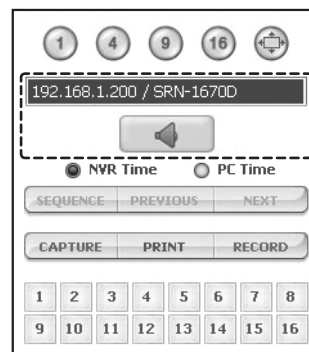 1 4 9 16
192.168.1.200 / SRN-1670D
NVR Time PC Time
SEQUENCE PREVIOUS NEXT
CAPTURE PRINT RECORD
1 2 3 4 5 6 7 8
9 10 11 12 13 14 15 16